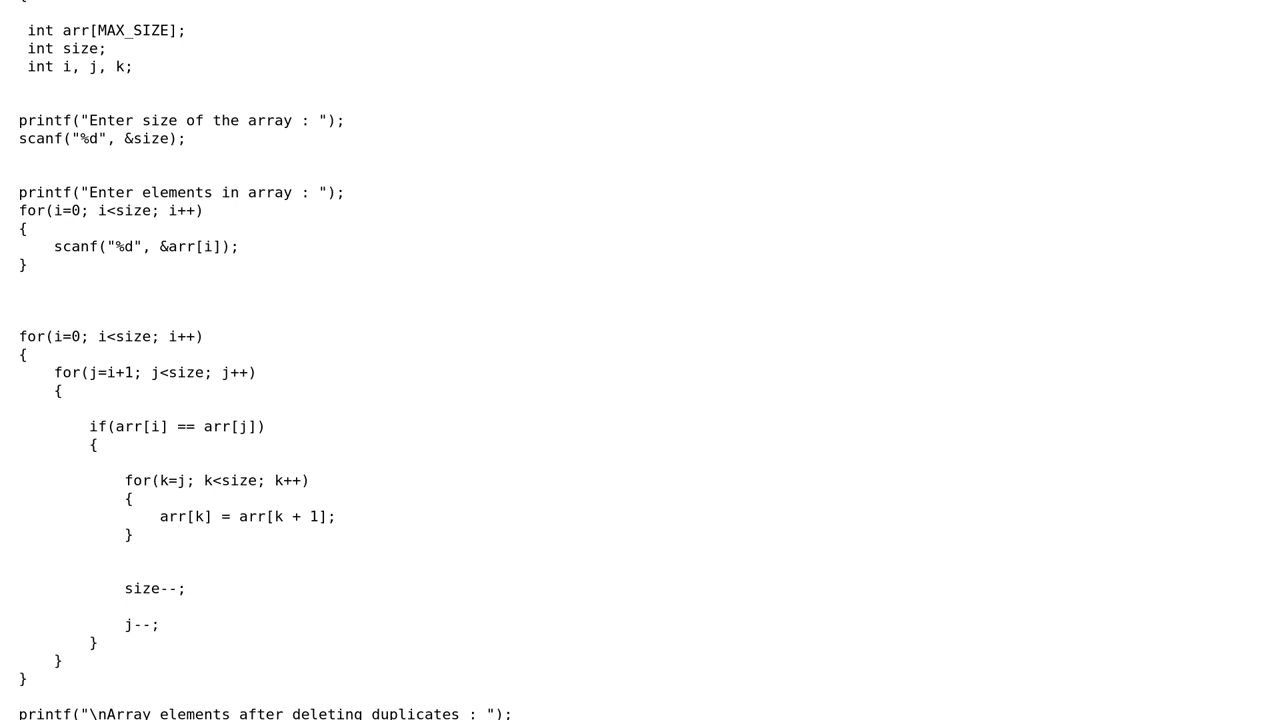 {
int arr[MAX_SIZE];
int size;
int i, j, k;
printf("Enter size of the array : ");
scanf("%d", &size);
printf("Enter elements in array : ");
for(i=0; i<size; i++)
{
scanf("%d", &arr[i]);
}
for(i=0; i<size; i++)
{
for(j=i+1; j<size; j++)
{
if(arr[i] == arr[j])
{
for(k=j; k<size; k++)
{
arr[k] = arr[k + 1];
}
size--;
j--;
}
}
}
printf("\nArray elements after deleting duplicates : ");